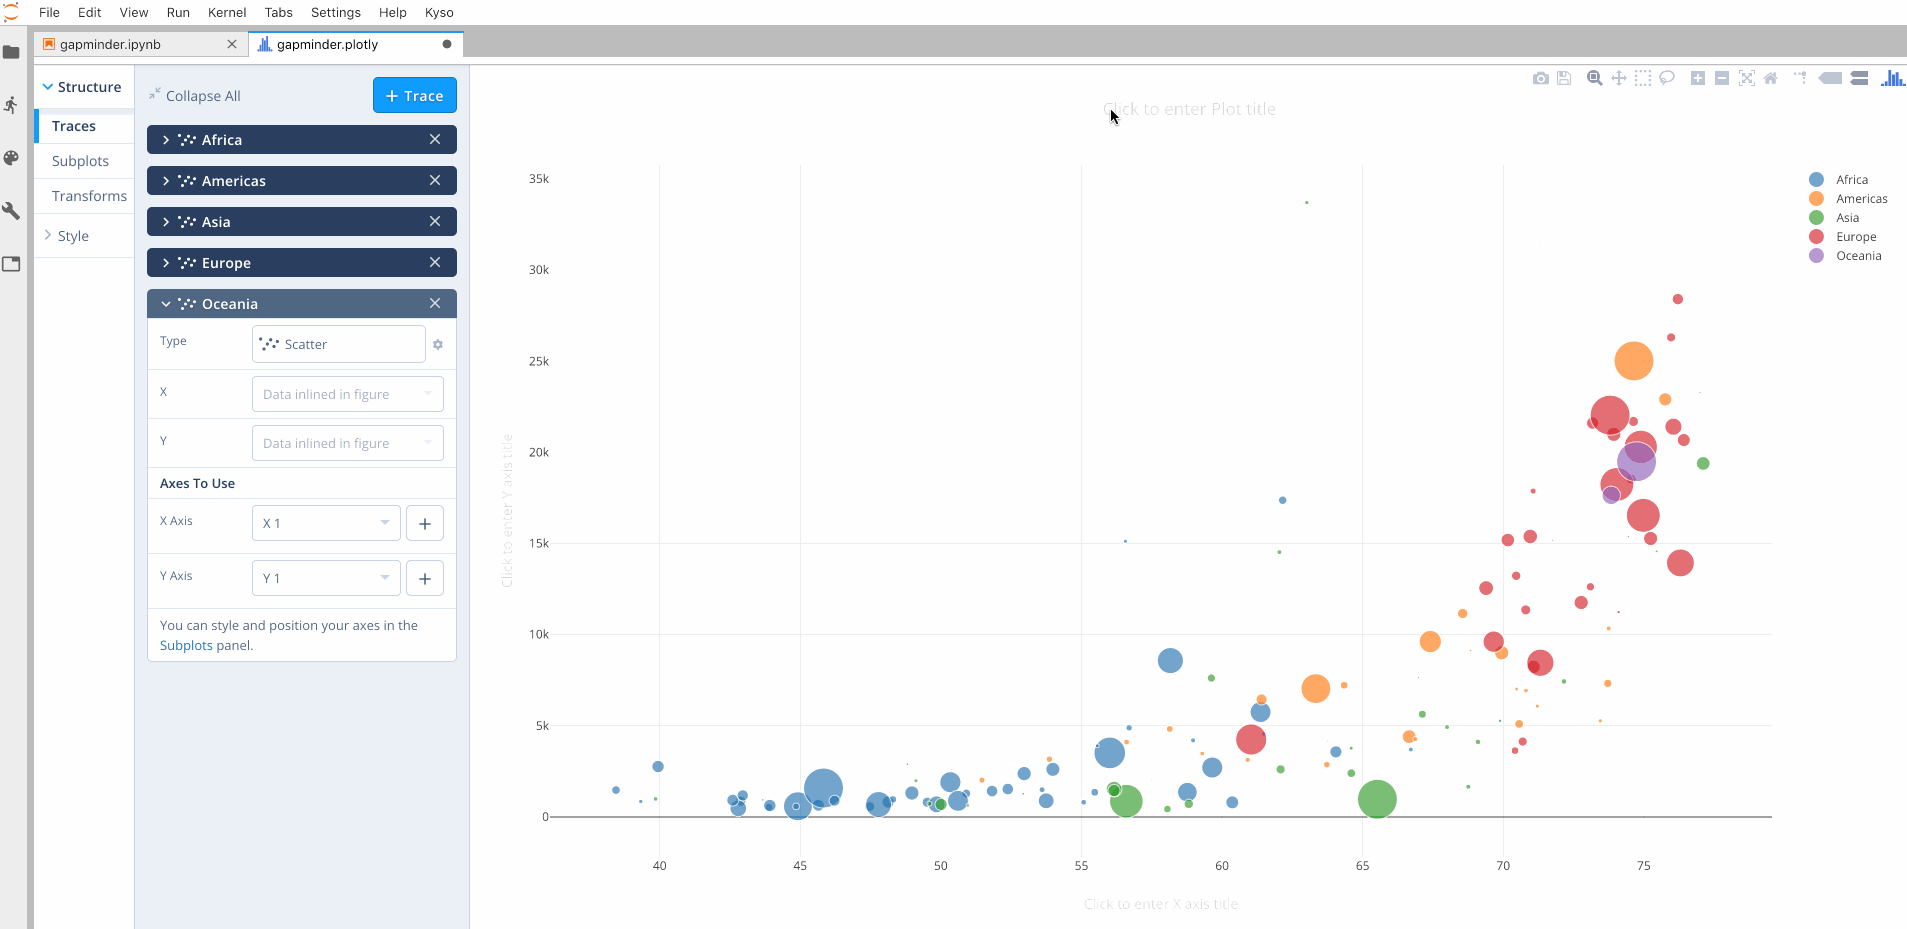 File Edit View Run Kernel Tabs Settings Help Kyso
gapminder.ipynb
gapminder.plotly
Structure
Traces
Subplots
Transforms
Style
Collapse All
+ Trace
Africa
Americas
Asia
Europe
Oceania
Type
Scatter
X
Data inlined in figure
Y
Data inlined in figure
Axes To Use
X Axis
X 1
+
Y Axis
Y 1
+
You can style and position your axes in the
Subplots panel.
Click to enter Plot title
Click to enter Y axis title
35k
30k
25k
20k
15k
10k
5k
0
40 45 50 55 60 65 70 75
Click to enter X axis title
Africa
Americas
Asia
Europe
Oceania